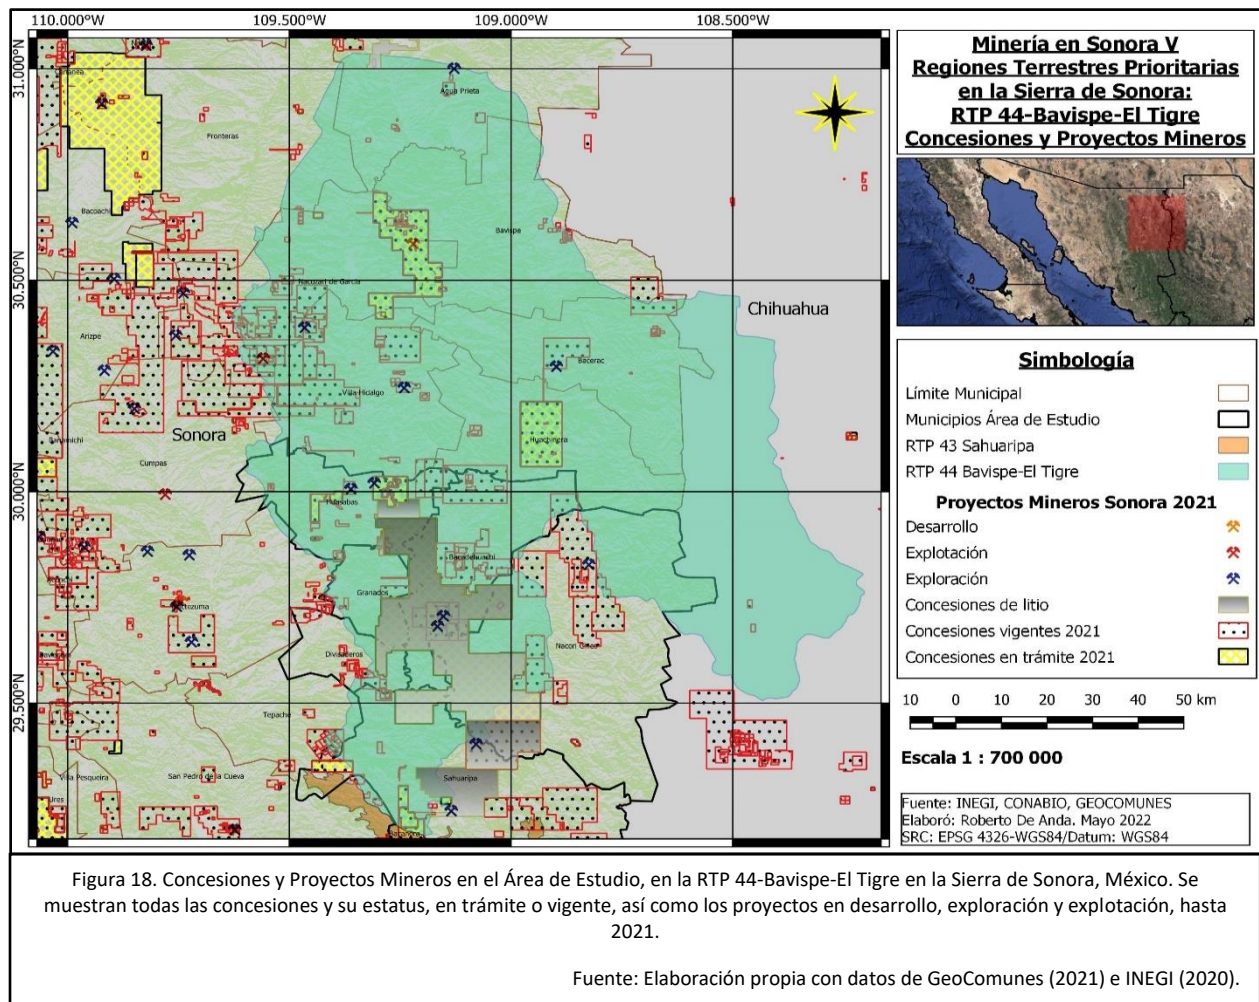 110.000°W
109.500°W
109.000°W
108.500°W
31.000°N
30.500°N
30.000°N
29.500°N
Cananea
Agua Prieta
Fronteras
Bacoachi
Bavispe
Nacozari de García
Chihuahua
Arizpe
Bacerac
Villa Hidalgo
Sonora
Huachinera
Banámichi
Cumpas
Huásabas
Bacadéhuachi
Granados
Moctezuma
Divisaderos
Nácori Chico
Tepache
Sahuaripa
Villa Pesqueira
San Pedro de la Cueva
Ures
Minería en Sonora V
Regiones Terrestres Prioritarias
en la Sierra de Sonora:
RTP 44-Bavispe-El Tigre
Concesiones y Proyectos Mineros
Simbología
Límite Municipal
Municipios Área de Estudio
RTP 43 Sahuaripa
RTP 44 Bavispe-El Tigre
Proyectos Mineros Sonora 2021
Desarrollo
Explotación
Exploración
Concesiones de litio
Concesiones vigentes 2021
Concesiones en trámite 2021
10 0 10 20 30 40 50 km
Escala 1 : 700 000
Fuente: INEGI, CONABIO, GEOCOMUNES
Elaboró: Roberto De Anda. Mayo 2022
SRC: EPSG 4326-WGS84/Datum: WGS84
Figura 18. Concesiones y Proyectos Mineros en el Área de Estudio, en la RTP 44-Bavispe-El Tigre en la Sierra de Sonora, México. Se
muestran todas las concesiones y su estatus, en trámite o vigente, así como los proyectos en desarrollo, exploración y explotación, hasta
2021.
Fuente: Elaboración propia con datos de GeoComunes (2021) e INEGI (2020).